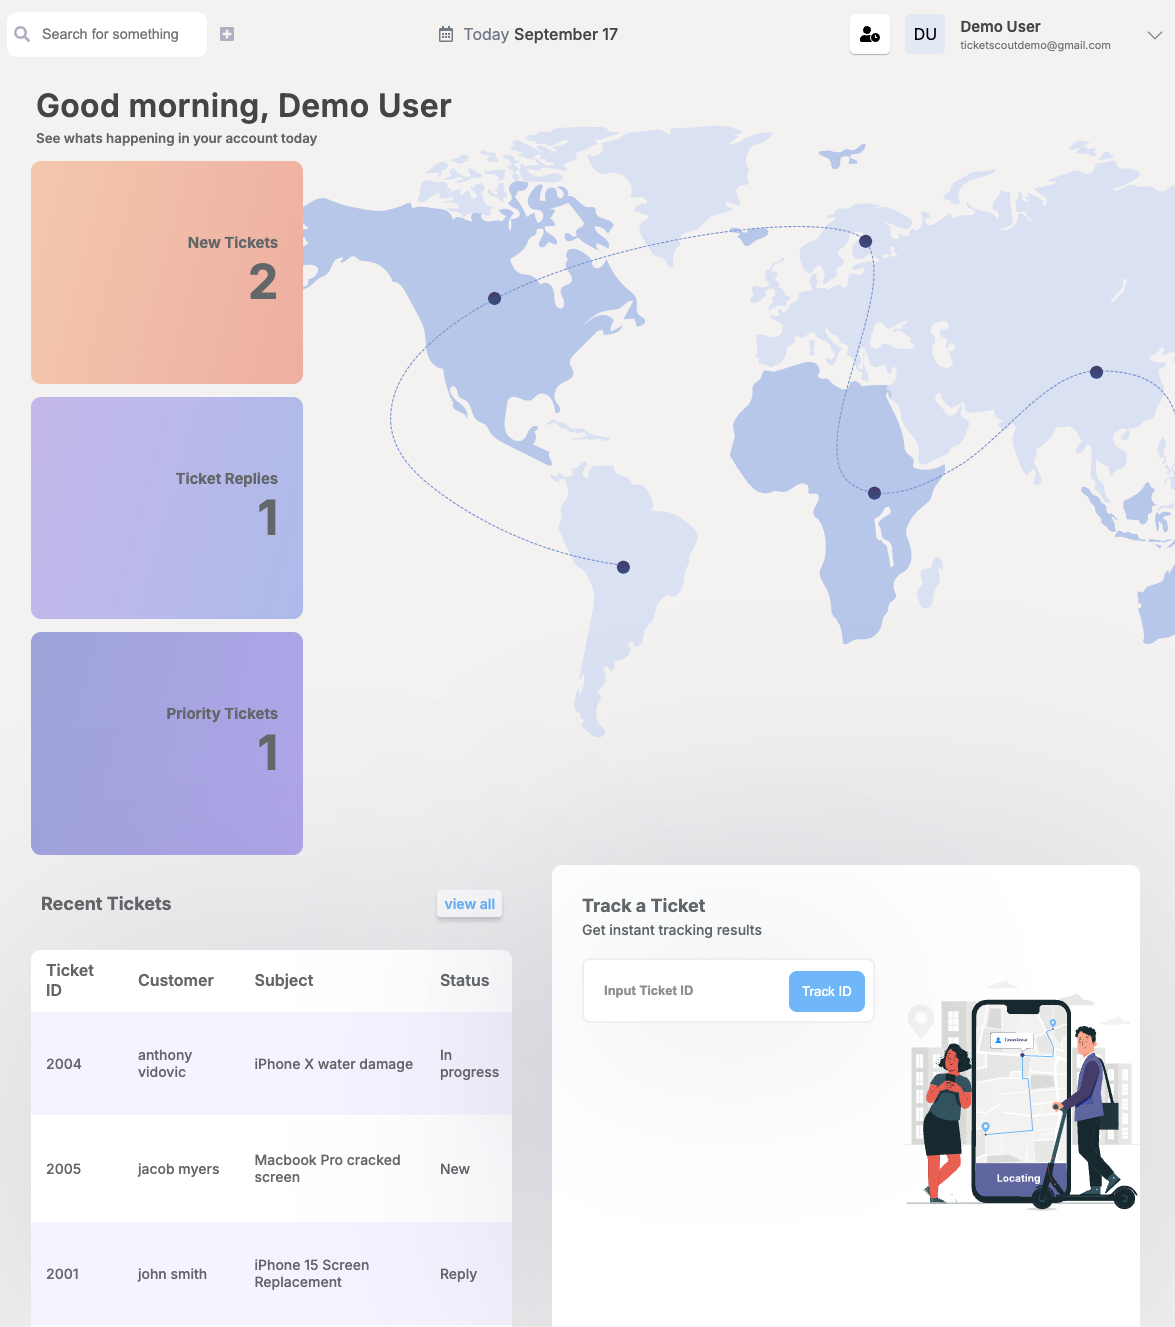 Search for something
Today September 17
DU
Demo User
ticketscoutdemo@gmail.com
Good morning, Demo User
See whats happening in your account today
New Tickets
2
Ticket Replies
1
Priority Tickets
1
Recent Tickets
view all
Ticket ID
Customer
Subject
Status
2004
anthony vidovic
iPhone X water damage
In progress
2005
jacob myers
Macbook Pro cracked screen
New
2001
john smith
iPhone 15 Screen Replacement
Reply
Track a Ticket
Get instant tracking results
Input Ticket ID
Track ID
TicketScout
Locating